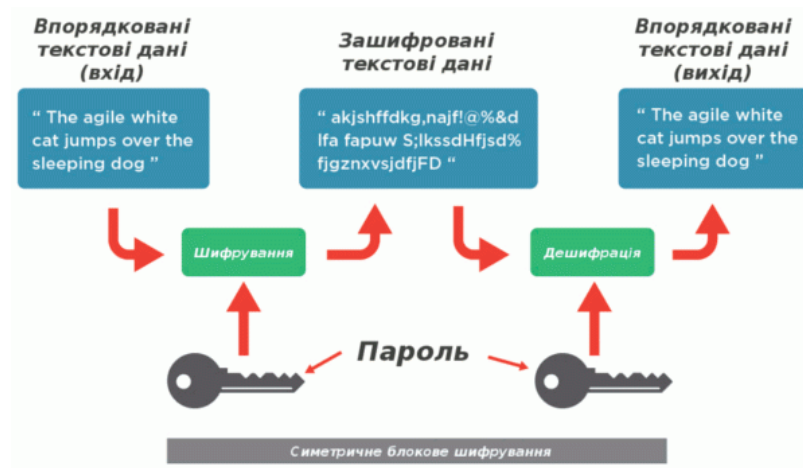 Впорядковані
текстові дані
(вхід)
Зашифровані
текстові дані
Впорядковані
текстові дані
(вихід)
“ The agile white
cat jumps over the
sleeping dog ”
“ akjshffdkg,najf!@%&d
lfa fapuw S;lkssdHfjsd%
fjgznxvsjdfjFD “
“ The agile white
cat jumps over the
sleeping dog ”
Шифрування
Дешифрація
Пароль
Симетричне блокове шифрування